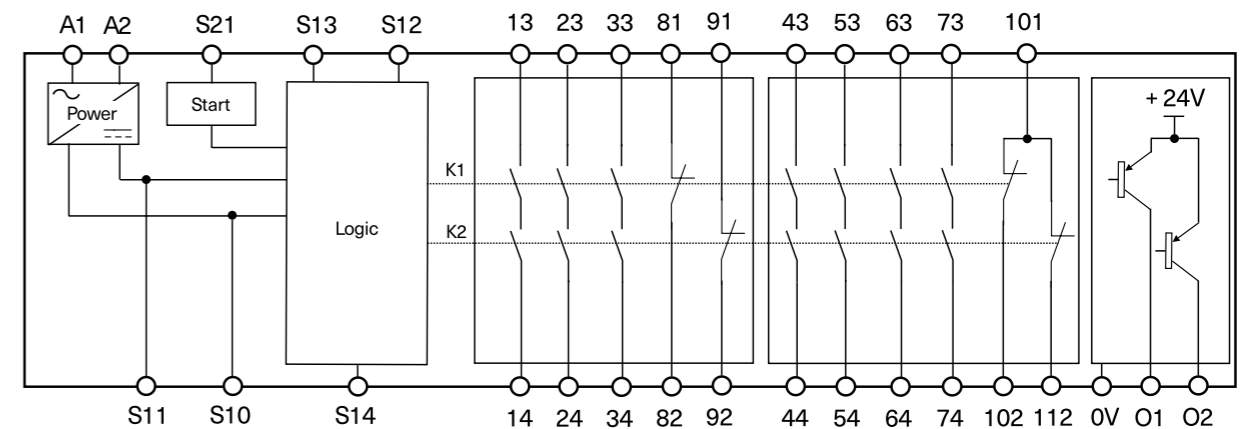 A1 A2 S21 S13 S12 13 23 33 81 91 43 53 63 73 101
+ 24V
Power
Start
K1
Logic
K2
S11 S10 S14 14 24 34 82 92 44 54 64 74 102 112 0V O1 O2